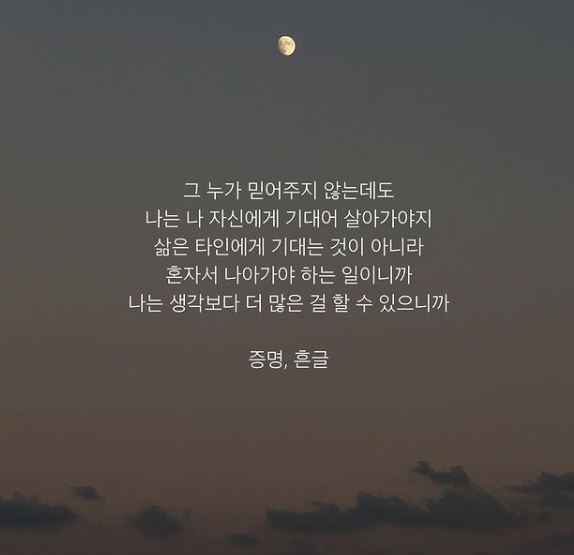 그 누가 믿어주지 않는데도
나는 나 자신에게 기대어 살아가야지
삶은 타인에게 기대는 것이 아니라
혼자서 나아가야 하는 일이니까
나는 생각보다 더 많은 걸 할 수 있으니까
증명, 흔글